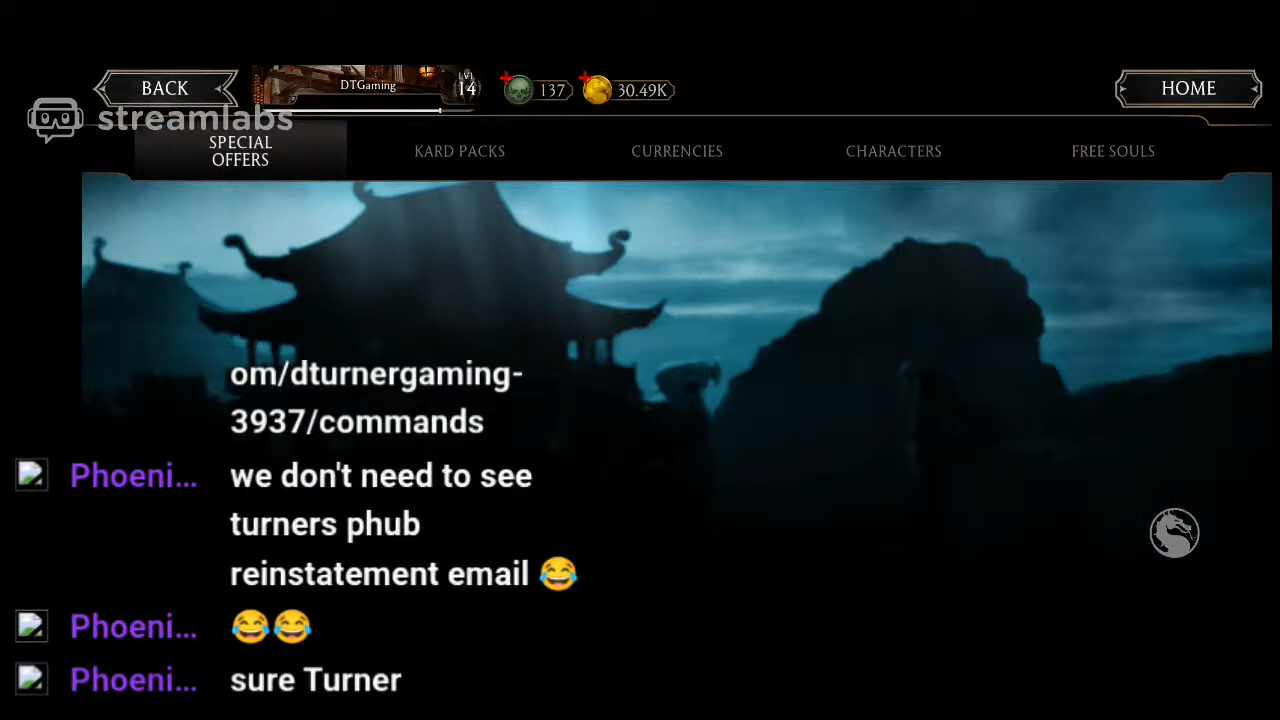 BACK
DTGaming
LVL
14
137
30.49K
HOME
streamlabs
SPECIAL
OFFERS
KARD PACKS
CURRENCIES
CHARACTERS
FREE SOULS
om/dturnergaming-
3937/commands
Phoeni... we don't need to see
turners phub
reinstatement email 😂
Phoeni... 😂😂
Phoeni... sure Turner